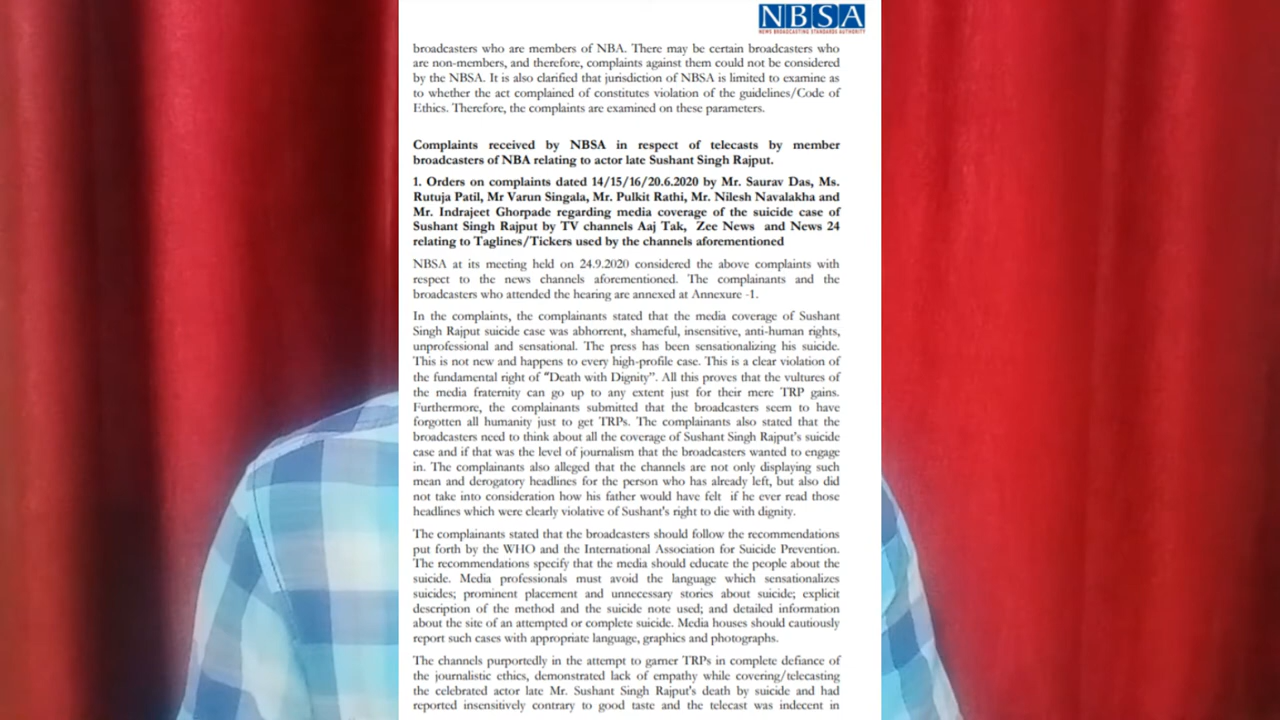 NBSA
NEWS BROADCASTING STANDARDS AUTHORITY
broadcasters who are members of NBA. There may be certain broadcasters who
are non-members, and therefore, complaints against them could not be considered
by the NBSA. It is also clarified that jurisdiction of NBSA is limited to examine as
to whether the act complained of constitutes violation of the guidelines/Code of
Ethics. Therefore, the complaints are examined on these parameters.
Complaints received by NBSA in respect of telecasts by member
broadcasters of NBA relating to actor late Sushant Singh Rajput.
1. Orders on complaints dated 14/15/16/20.6.2020 by Mr. Saurav Das, Ms.
Rutuja Patil, Mr Varun Singala, Mr. Pulkit Rathi, Mr. Nilesh Navalakha and
Mr. Indrajeet Ghorpade regarding media coverage of the suicide case of
Sushant Singh Rajput by TV channels Aaj Tak, Zee News and News 24
relating to Taglines/Tickers used by the channels aforementioned
NBSA at its meeting held on 24.9.2020 considered the above complaints with
respect to the news channels aforementioned. The complainants and the
broadcasters who attended the hearing are annexed at Annexure -1.
In the complaints, the complainants stated that the media coverage of Sushant
Singh Rajput suicide case was abhorrent, shameful, insensitive, anti-human rights,
unprofessional and sensational. The press has been sensationalizing his suicide.
This is not new and happens to every high-profile case. This is a clear violation of
the fundamental right of "Death with Dignity". All this proves that the vultures of
the media fraternity can go up to any extent just for their mere TRP gains.
Furthermore, the complainants submitted that the broadcasters seem to have
forgotten all humanity just to get TRPs. The complainants also stated that the
broadcasters need to think about all the coverage of Sushant Singh Rajput's suicide
case and if that was the level of journalism that the broadcasters wanted to engage
in. The complainants also alleged that the channels are not only displaying such
mean and derogatory headlines for the person who has already left, but also did
not take into consideration how his father would have felt if he ever read those
headlines which were clearly violative of Sushant's right to die with dignity.
The complainants stated that the broadcasters should follow the recommendations
put forth by the WHO and the International Association for Suicide Prevention.
The recommendations specify that the media should educate the people about the
suicide. Media professionals must avoid the language which sensationalizes
suicides; prominent placement and unnecessary stories about suicide; explicit
description of the method and the suicide note used; and detailed information
about the site of an attempted or complete suicide. Media houses should cautiously
report such cases with appropriate language, graphics and photographs.
The channels purportedly in the attempt to garner TRPs in complete defiance of
the journalistic ethics, demonstrated lack of empathy while covering/telecasting
the celebrated actor late Mr. Sushant Singh Rajput's death by suicide and had
reported insensitively contrary to good taste and the telecast was indecent in